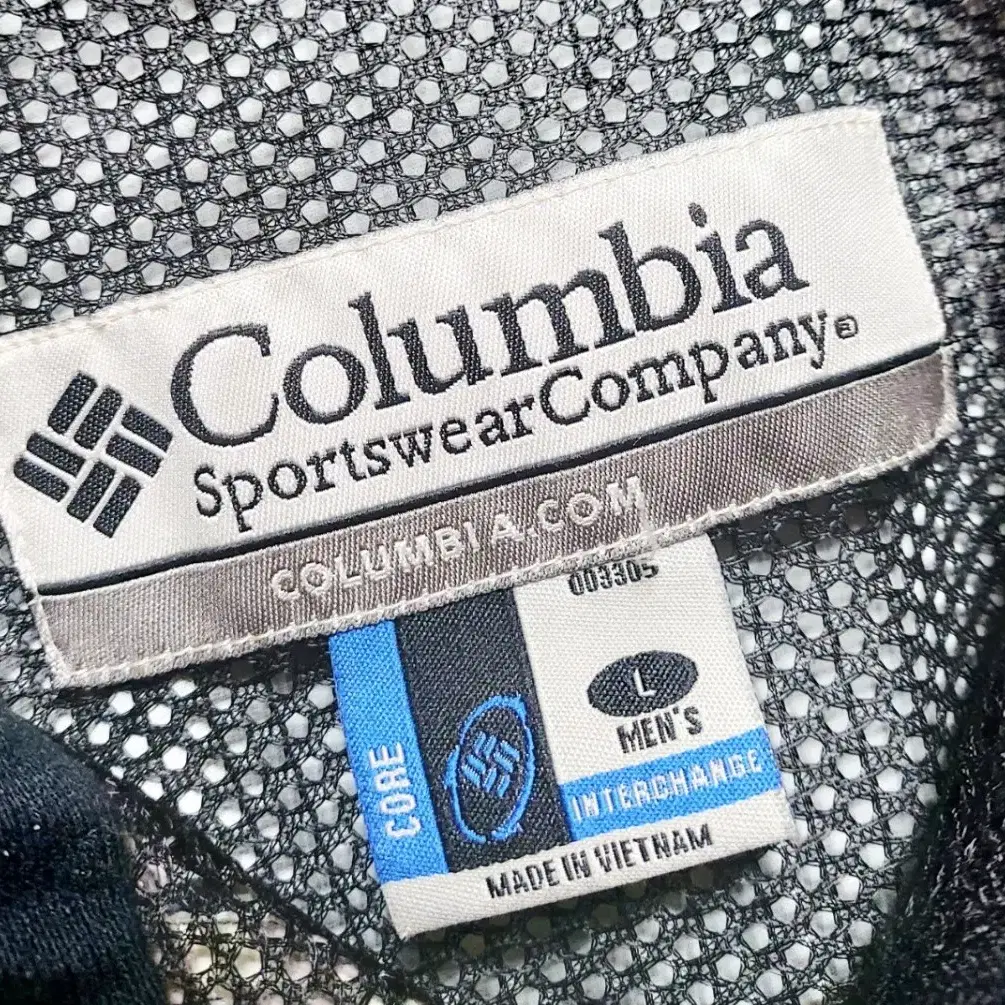 Columbia
SportswearCompany®
COLUMBIA.COM
003305
L
MEN'S
CORE
INTERCHANGE
MADE IN VIETNAM